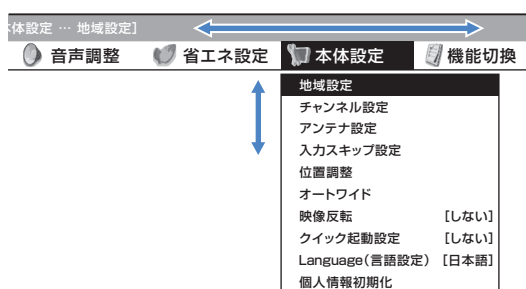 本体設定 … 地域設定]
音声調整 省エネ設定 本体設定 機能切換
地域設定
チャンネル設定
アンテナ設定
入力スキップ設定
位置調整
オートワイド
映像反転 [しない]
クイック起動設定 [しない]
Language(言語設定) [日本語]
個人情報初期化